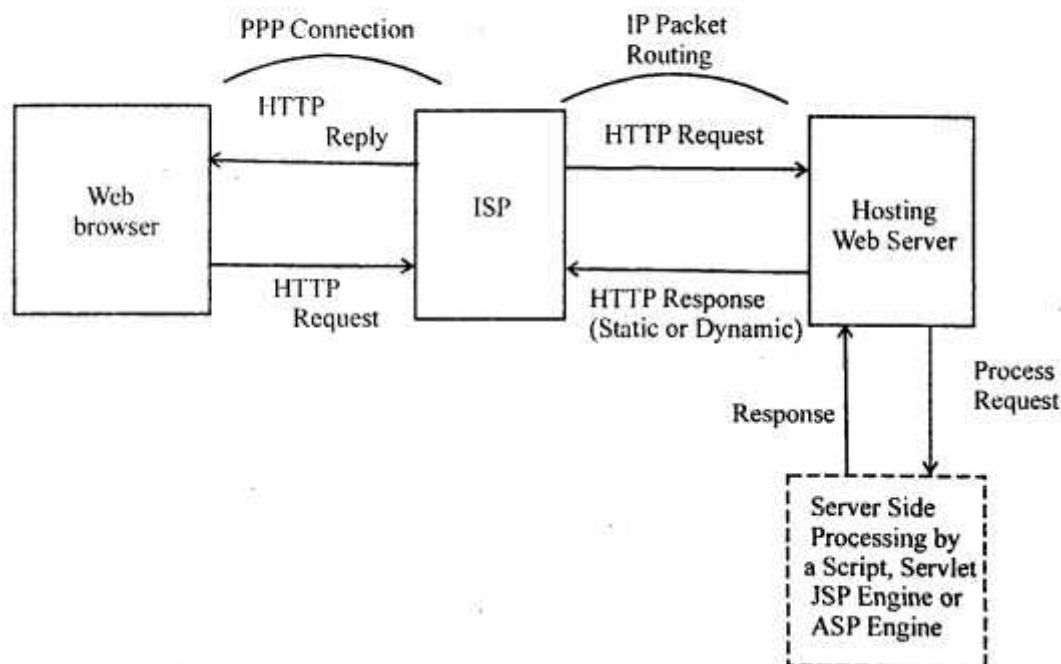 PPP Connection
IP Packet
Routing
HTTP
Reply
HTTP Request
Web
browser
ISP
Hosting
Web Server
HTTP
Request
HTTP Response
(Static or Dynamic)
Response
Process
Request
Server Side
Processing by
a Script, Servlet
JSP Engine or
ASP Engine